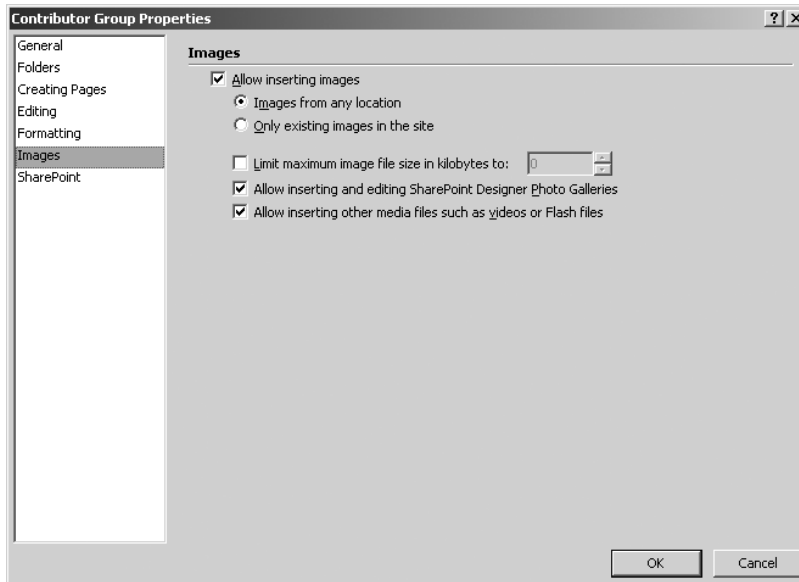 Contributor Group Properties
General
Folders
Creating Pages
Editing
Formatting
Images
SharePoint
Images
Allow inserting images
Images from any location
Only existing images in the site
Limit maximum image file size in kilobytes to: 0
Allow inserting and editing SharePoint Designer Photo Galleries
Allow inserting other media files such as videos or Flash files
OK Cancel